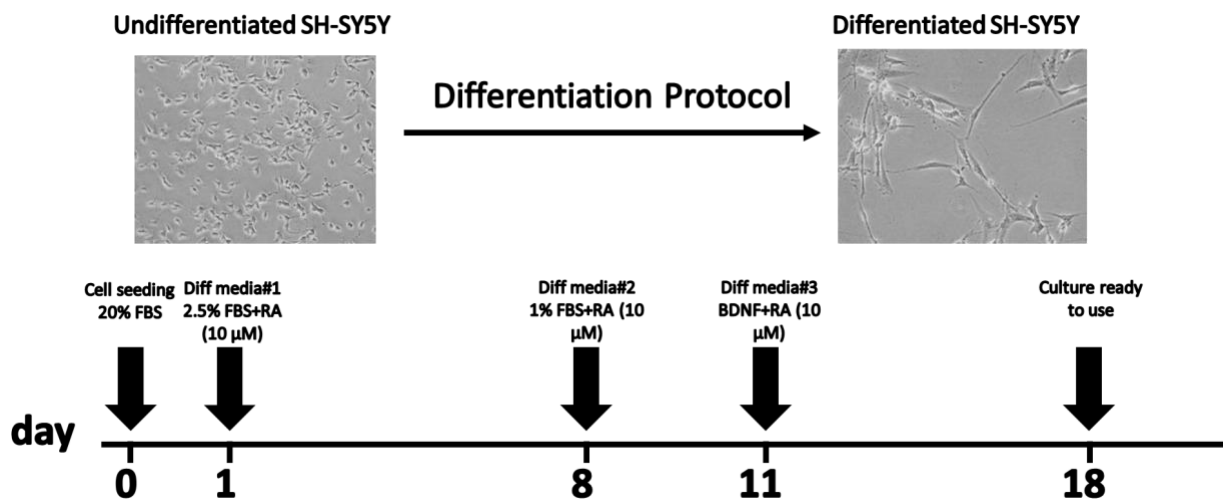 Undifferentiated SH-SY5Y
Differentiated SH-SY5Y
Differentiation Protocol
Cell seeding
20% FBS
Diff media#1
2.5% FBS+RA
(10 µM)
Diff media#2
1% FBS+RA (10
µM)
Diff media#3
BDNF+RA (10
µM)
Culture ready
to use
day
0
1
8
11
18